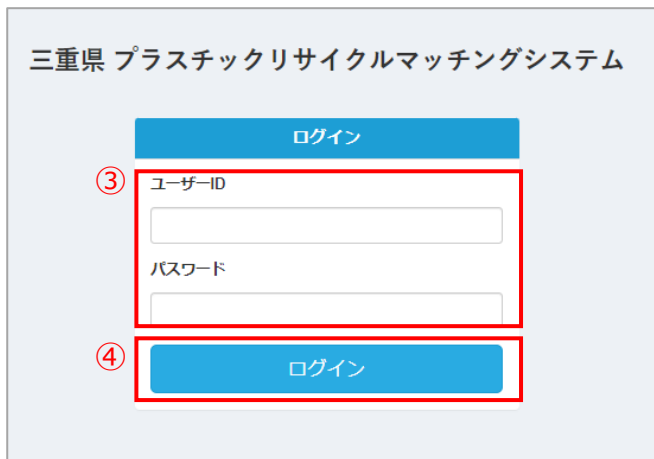 三重県 プラスチックリサイクルマッチングシステム
ログイン
③
ユーザーID
パスワード
④
ログイン